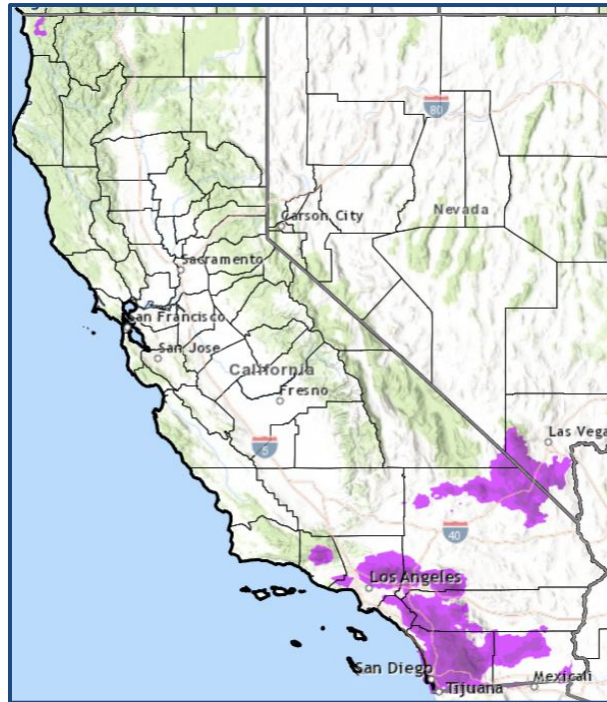 80
Nevada
Carson City
Sacramento
San Francisco
San Jose
California
Fresno
5
Las Vega
40
Los Angeles
San Diego
Tijuana
Mexicali